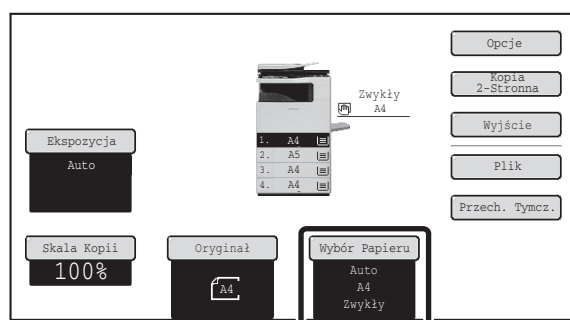 Opcje
Kopia
2-Stronna
Wyjście
Plik
Przech. Tymcz.
Zwykły
A4
1. A4
2. A5
3. A4
4. A4
Ekspozycja
Auto
Skala Kopii
100%
Oryginał
A4
Wybór Papieru
Auto
A4
Zwykły